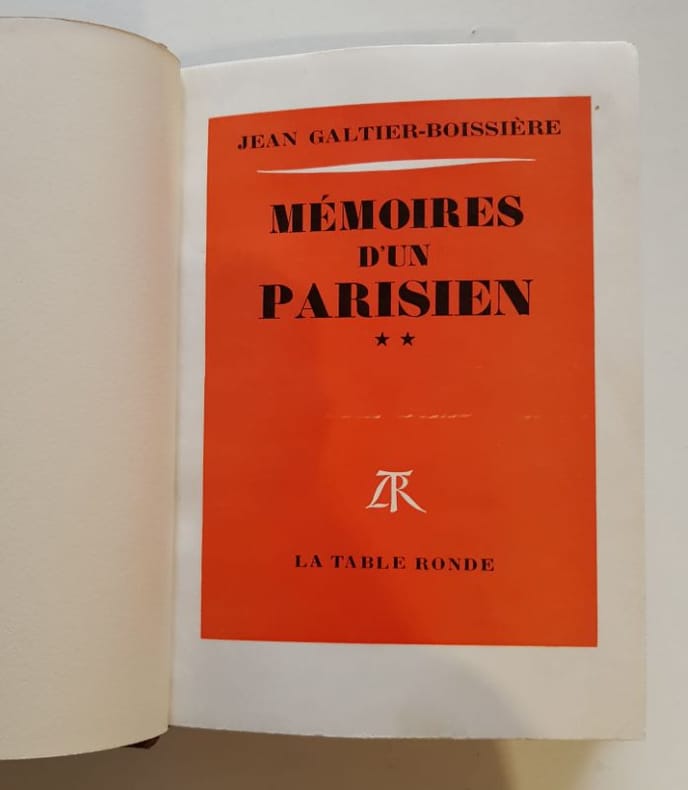 JEAN GALTIER-BOISSIÈRE
MÉMOIRES
D'UN
PARISIEN
★ ★
LTR
LA TABLE RONDE